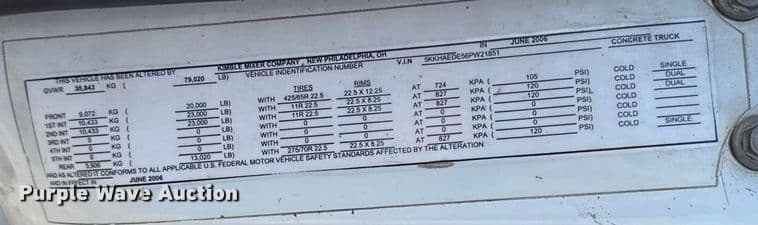 THIS VEHICLE HAS BEEN ALTERED BY KIMBLE MIXER COMPANY, NEW PHILADELPHIA, OH IN JUNE 2006
GVWR 35,843 KG ( 79,020 LB) VEHICLE INDENTIFICATION NUMBER V.I.N 5KKHAEDE56PW21851 CONCRETE TRUCK
TIRES RIMS
FRONT 9,072 KG ( 20,000 LB) WITH 425/65R 22.5 22.5 X 12.25 AT 724 KPA ( 105 PSI) COLD SINGLE
1ST INT 10,433 KG ( 23,000 LB) WITH 11R 22.5 22.5 X 8.25 AT 827 KPA ( 120 PSI) COLD DUAL
2ND INT 10,433 KG ( 23,000 LB) WITH 11R 22.5 22.5 X 8.25 AT 827 KPA ( 120 PSI) COLD DUAL
3RD INT 0 KG ( 0 LB) WITH 0 0 AT 0 KPA ( 0 PSI) COLD
4TH INT 0 KG ( 0 LB) WITH 0 0 AT 0 KPA ( 0 PSI) COLD
5TH INT 0 KG ( 0 LB) WITH 0 0 AT 0 KPA ( 0 PSI) COLD
REAR 5,906 KG ( 13,020 LB) WITH 275/70R 22.5 22.5 X 8.25 AT 827 KPA ( 120 PSI) COLD SINGLE
AND AS ALTERED IT CONFORMS TO ALL APPLICABLE U.S. FEDERAL MOTOR VEHICLE SAFETY STANDARDS AFFECTED BY THE ALTERATION
AND IN EFFECT IN JUNE 2006
Purple Wave Auction